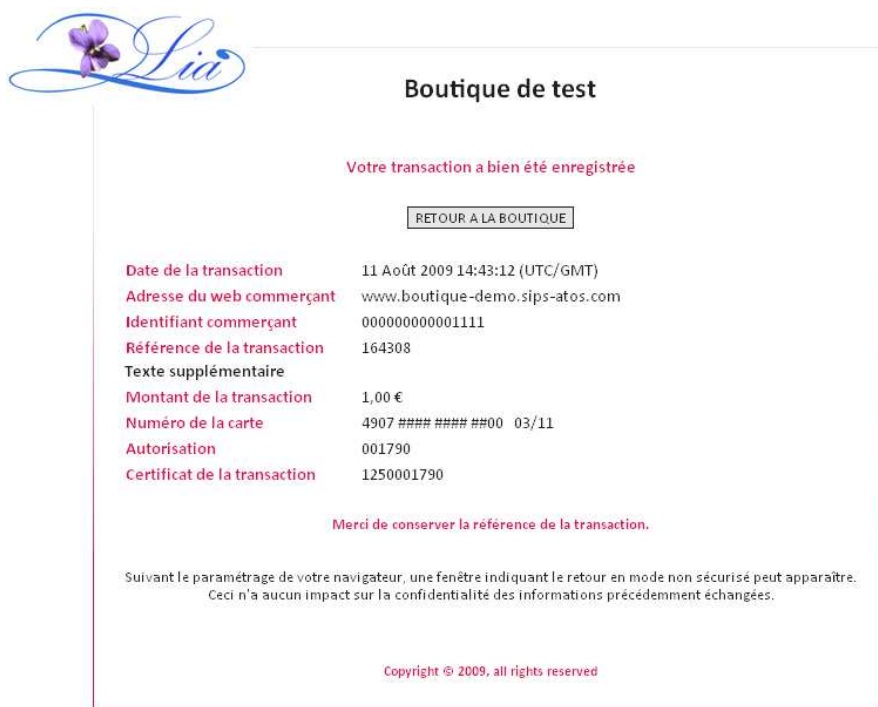 Lia
Boutique de test
Votre transaction a bien été enregistrée
RETOUR A LA BOUTIQUE
Date de la transaction 11 Août 2009 14:43:12 (UTC/GMT)
Adresse du web commerçant www.boutique-demo.sips-atos.com
Identifiant commerçant 000000000001111
Référence de la transaction 164308
Texte supplémentaire
Montant de la transaction 1,00 €
Numéro de la carte 4907 #### #### ##00 03/11
Autorisation 001790
Certificat de la transaction 1250001790
Merci de conserver la référence de la transaction.
Suivant le paramétrage de votre navigateur, une fenêtre indiquant le retour en mode non sécurisé peut apparaître.
Ceci n'a aucun impact sur la confidentialité des informations précédemment échangées.
Copyright © 2009, all rights reserved